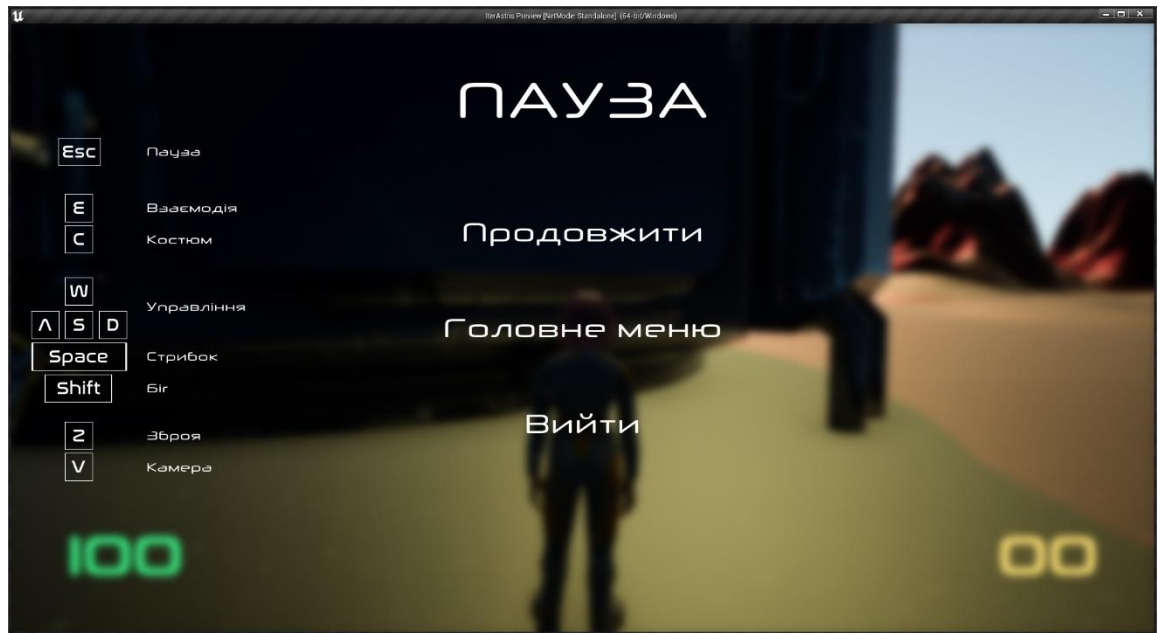 IterAstris Preview [NetMode: Standalone] (64-bit/Windows)
ПАУЗА
Esc Пауза
E Взаємодія
C Костюм
Продовжити
W
Управління
A S D
Space Стрибок
Shift Біг
Головне меню
Z Зброя
V Камера
Вийти
100
00